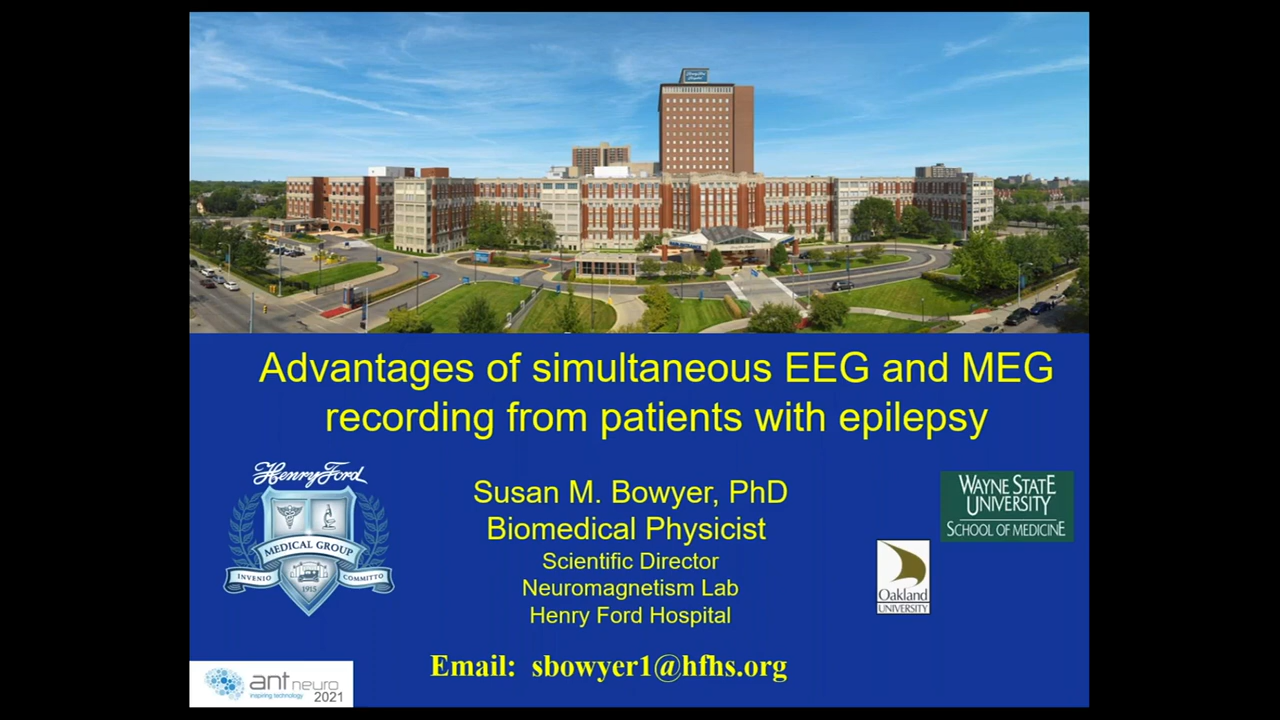 Advantages of simultaneous EEG and MEG
recording from patients with epilepsy
Henry Ford
MEDICAL GROUP
INVENIO
COMMITTO
1915
Susan M. Bowyer, PhD
Biomedical Physicist
Scientific Director
Neuromagnetism Lab
Henry Ford Hospital
WAYNE STATE
UNIVERSITY
SCHOOL OF MEDICINE
Oakland
UNIVERSITY
Email: sbowyer1@hfhs.org
ant neuro
inspiring technology
2021